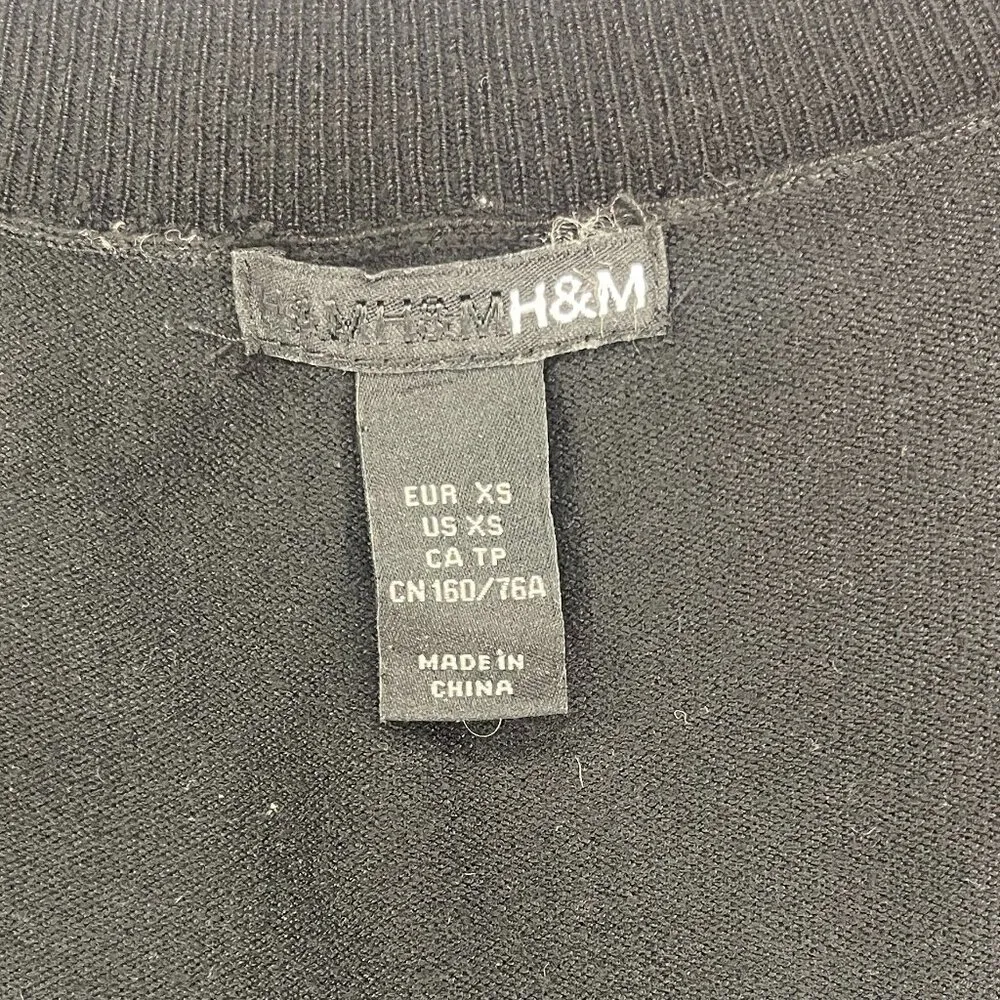 H&MH&MH&M
EUR XS
US XS
CA TP
CN 160/76A
MADE IN
CHINA